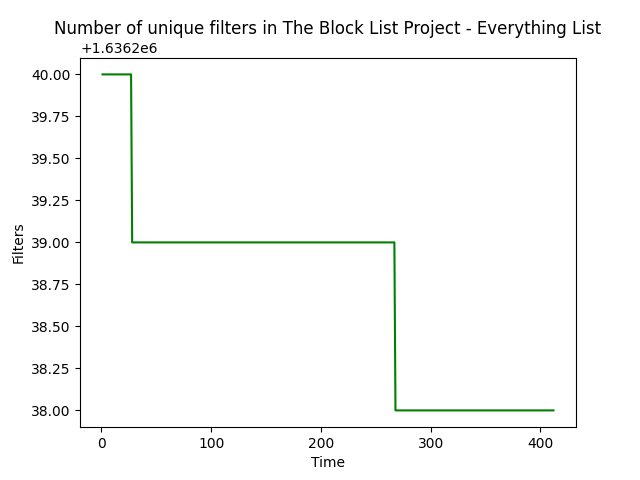 Number of unique filters in The Block List Project - Everything List
+1.6362e6
40.00
39.75
39.50
39.25
39.00
38.75
38.50
38.25
38.00
Filters
0 100 200 300 400
Time